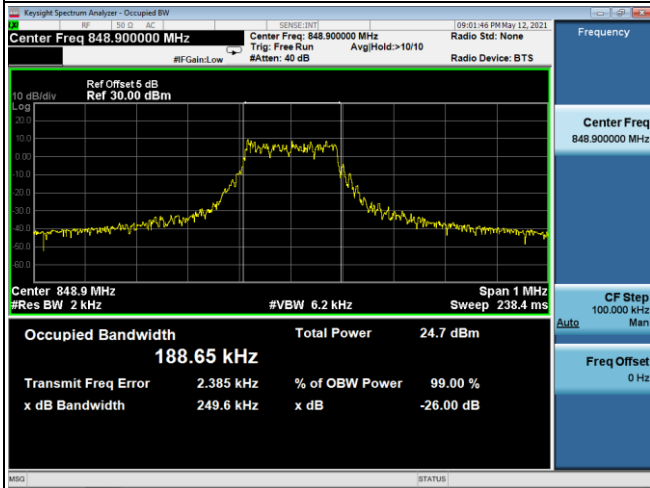 Keysight Spectrum Analyzer - Occupied BW
RF 50 Ω AC SENSE:INT 09:01:46 PM May 12, 2021
Center Freq 848.900000 MHz
Center Freq: 848.900000 MHz
Radio Std: None
Trig: Free Run Avg|Hold:>10/10
#IFGain:Low
#Atten: 40 dB
Radio Device: BTS
Ref Offset 5 dB
10 dB/div Ref 30.00 dBm
Log
20.0
10.0
0.00
-10.0
-20.0
-30.0
-40.0
-50.0
-60.0
Center 848.9 MHz Span 1 MHz
#Res BW 2 kHz #VBW 6.2 kHz Sweep 238.4 ms
Occupied Bandwidth Total Power 24.7 dBm
188.65 kHz
Transmit Freq Error 2.385 kHz % of OBW Power 99.00 %
x dB Bandwidth 249.6 kHz x dB -26.00 dB
MSG STATUS
Frequency
Center Freq
848.900000 MHz
CF Step
100.000 kHz
Auto Man
Freq Offset
0 Hz